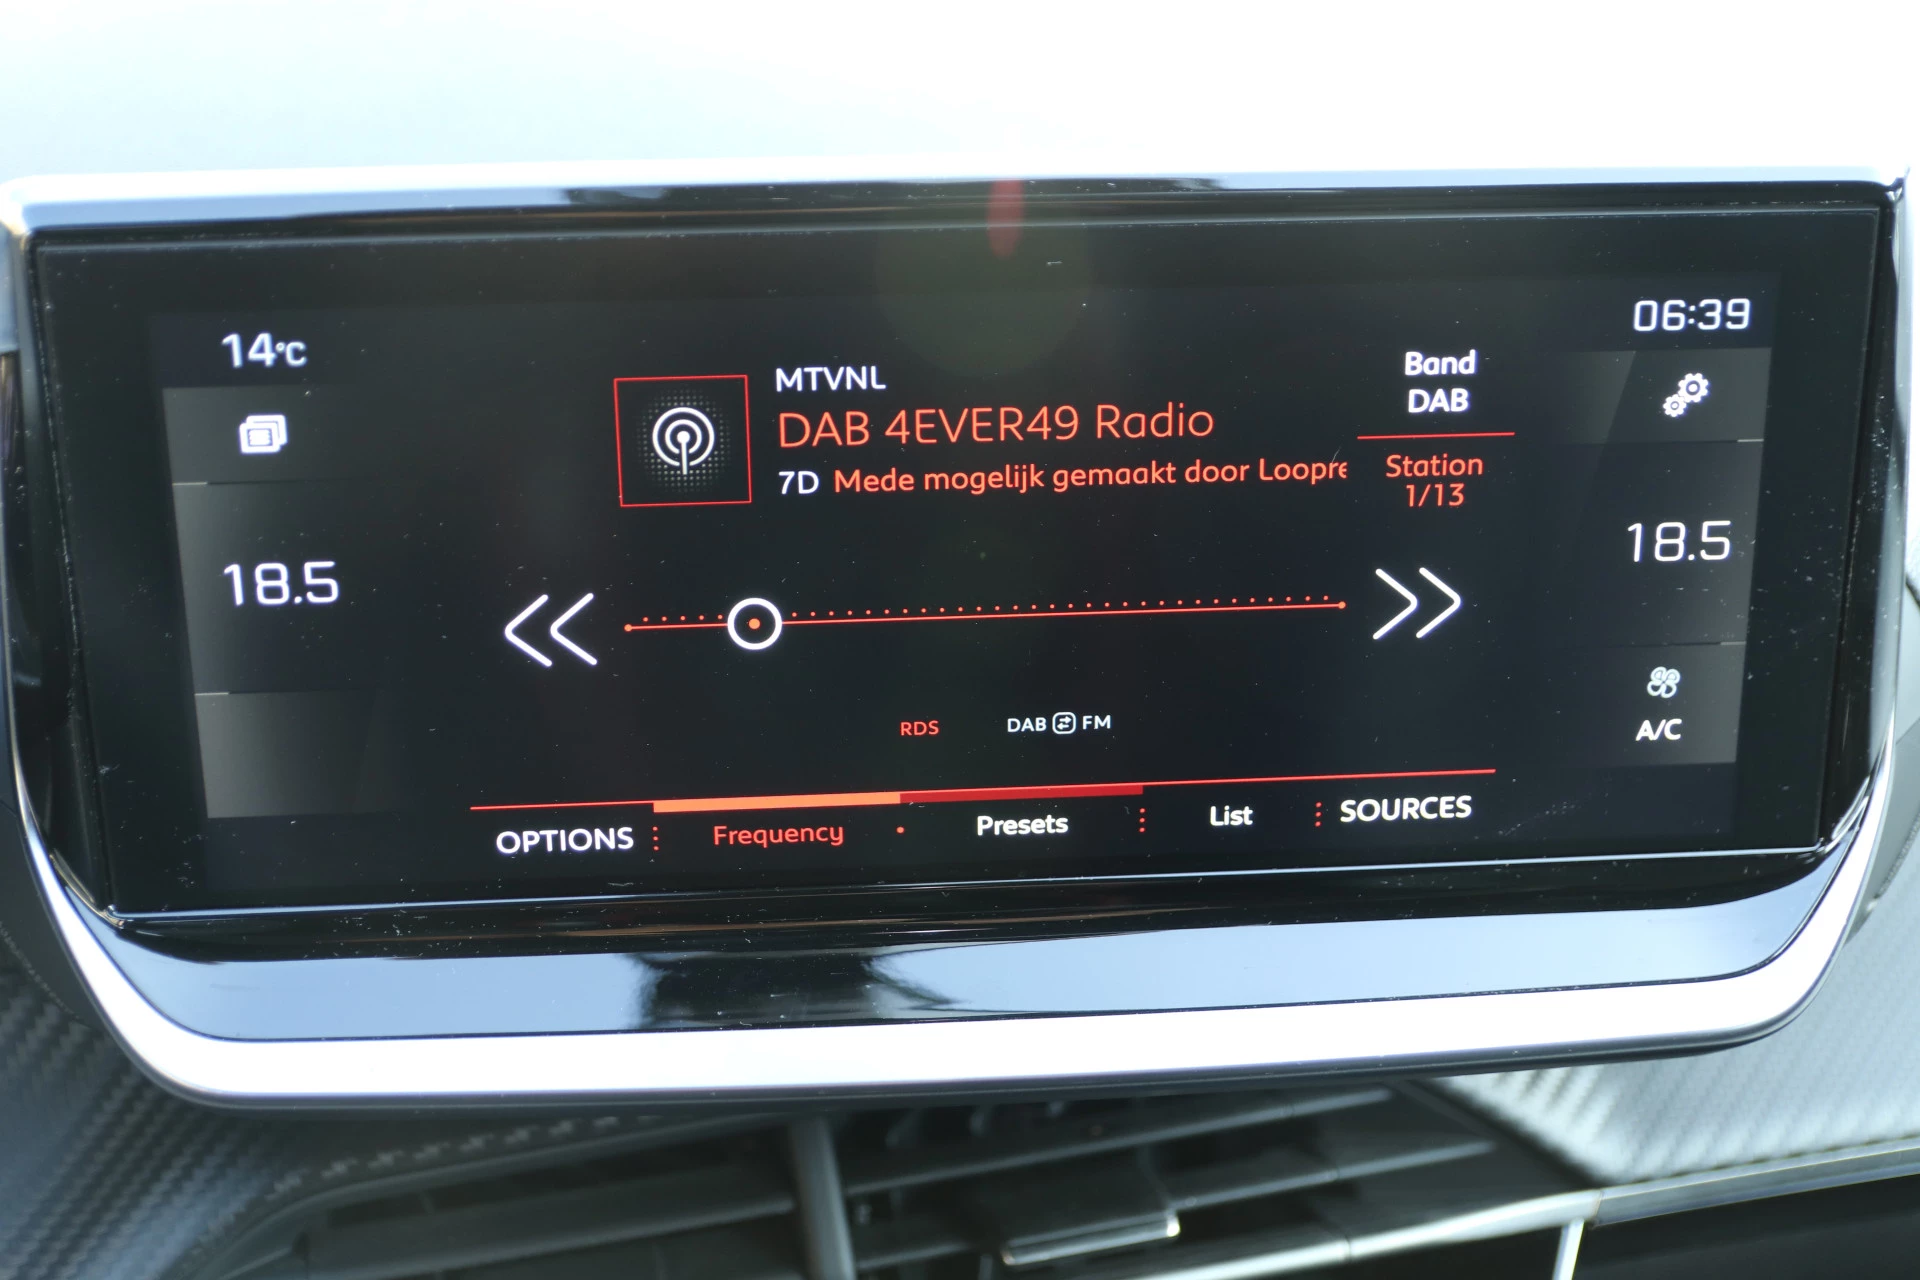 14°C
06:39
MTVNL
DAB 4EVER49 Radio
7D Mede mogelijk gemaakt door Loopre
Band
DAB
Station
1/13
18.5
18.5
RDS
DAB FM
A/C
OPTIONS
Frequency
Presets
List
SOURCES